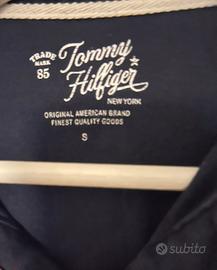 TRADE
MARK
85
Tommy
Hilfiger
NEW YORK
ORIGINAL AMERICAN BRAND
FINEST QUALITY GOODS
S
subito